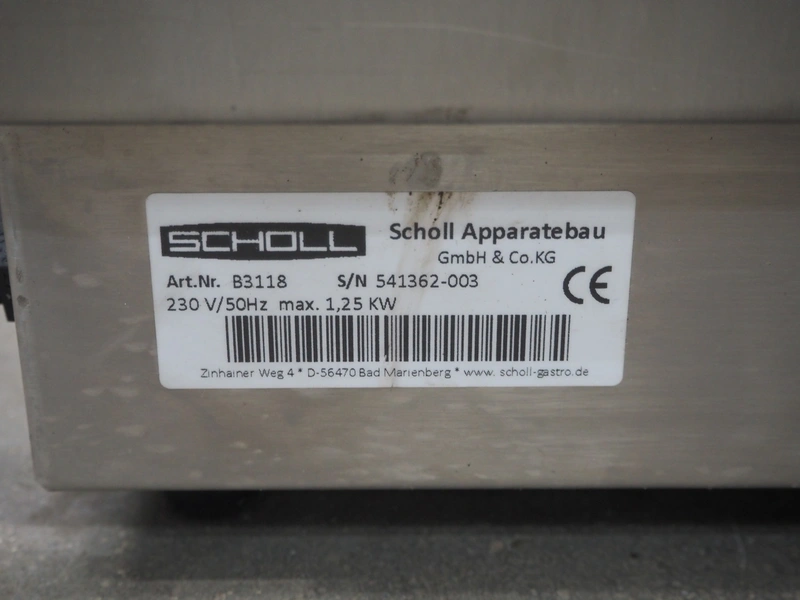 SCHOLL
Scholl Apparatebau
GmbH & Co.KG
Art.Nr. B3118 S/N 541362-003
CE
230 V/50Hz max. 1,25 KW
Zinhainer Weg 4 * D-56470 Bad Marienberg * www. scholl-gastro.de